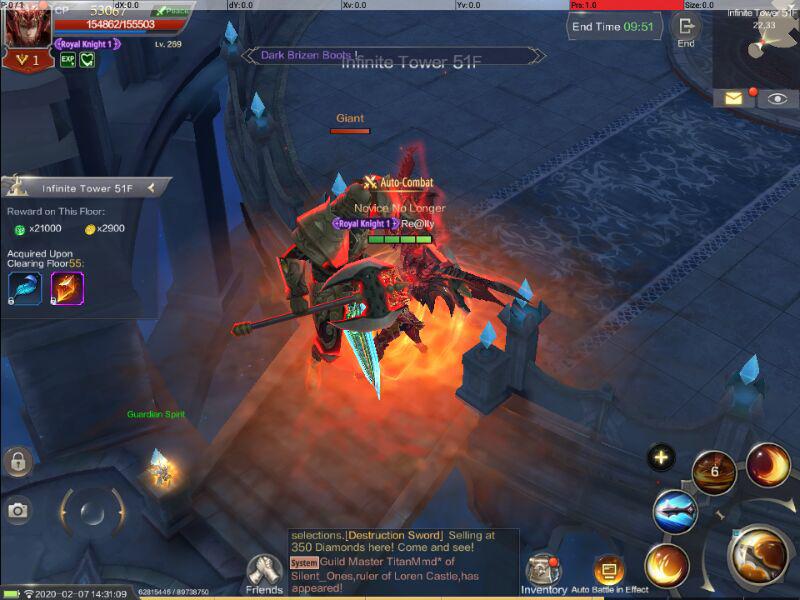 P:0 / 1 dX:0.0 dY:0.0 Xv:0.0 Yv:0.0 Prs:1.0 Size:0.0
CP 53067 Peace
154862/155503
Royal Knight 1 Lv. 289
V 1 EXP
Dark Brizen Boots !
Infinite Tower 51F
End Time 09:51
End
Infinite Tower 51F
22,33
Giant
Auto-Combat
Novice No Longer
Royal Knight 1 Re@lly
Infinite Tower 51F
Reward on This Floor:
x21000 x2900
Acquired Upon
Clearing Floor55:
Guardian Spirit
6
selections.[Destruction Sword] Selling at
350 Diamonds here! Come and see!
System Guild Master TitanMmd* of
Silent_Ones,ruler of Loren Castle,has
appeared!
Friends
Inventory
Auto Battle in Effect
2020-02-07 14:31:09
62815446 / 89738750